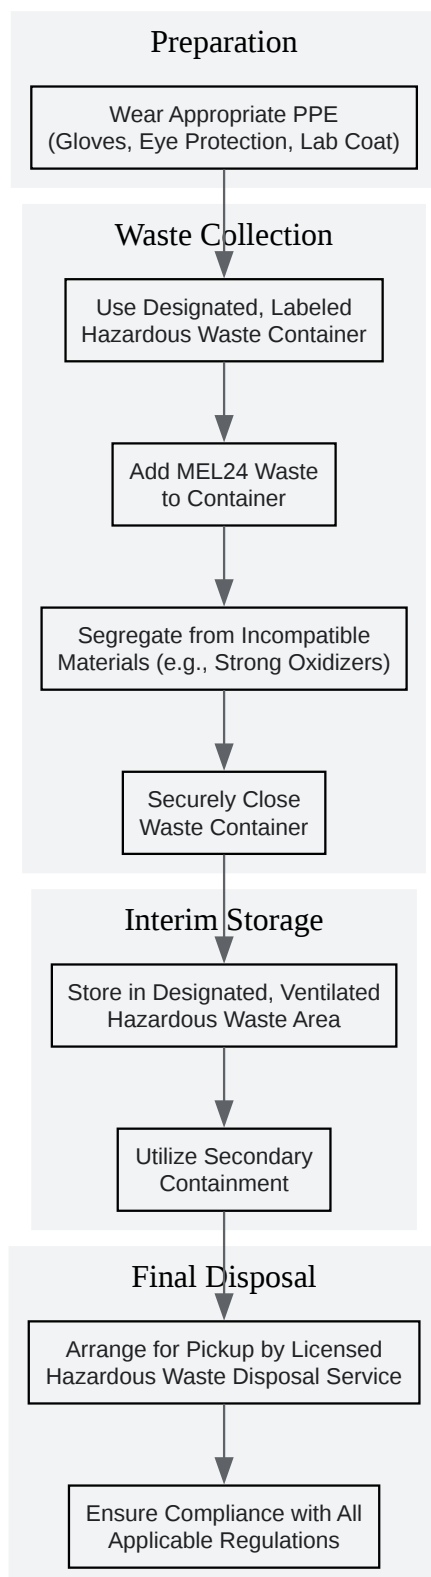 Preparation
Wear Appropriate PPE
(Gloves, Eye Protection, Lab Coat)
Waste Collection
Use Designated, Labeled
Hazardous Waste Container
Add MEL24 Waste
to Container
Segregate from Incompatible
Materials (e.g., Strong Oxidizers)
Securely Close
Waste Container
Interim Storage
Store in Designated, Ventilated
Hazardous Waste Area
Utilize Secondary
Containment
Final Disposal
Arrange for Pickup by Licensed
Hazardous Waste Disposal Service
Ensure Compliance with All
Applicable Regulations